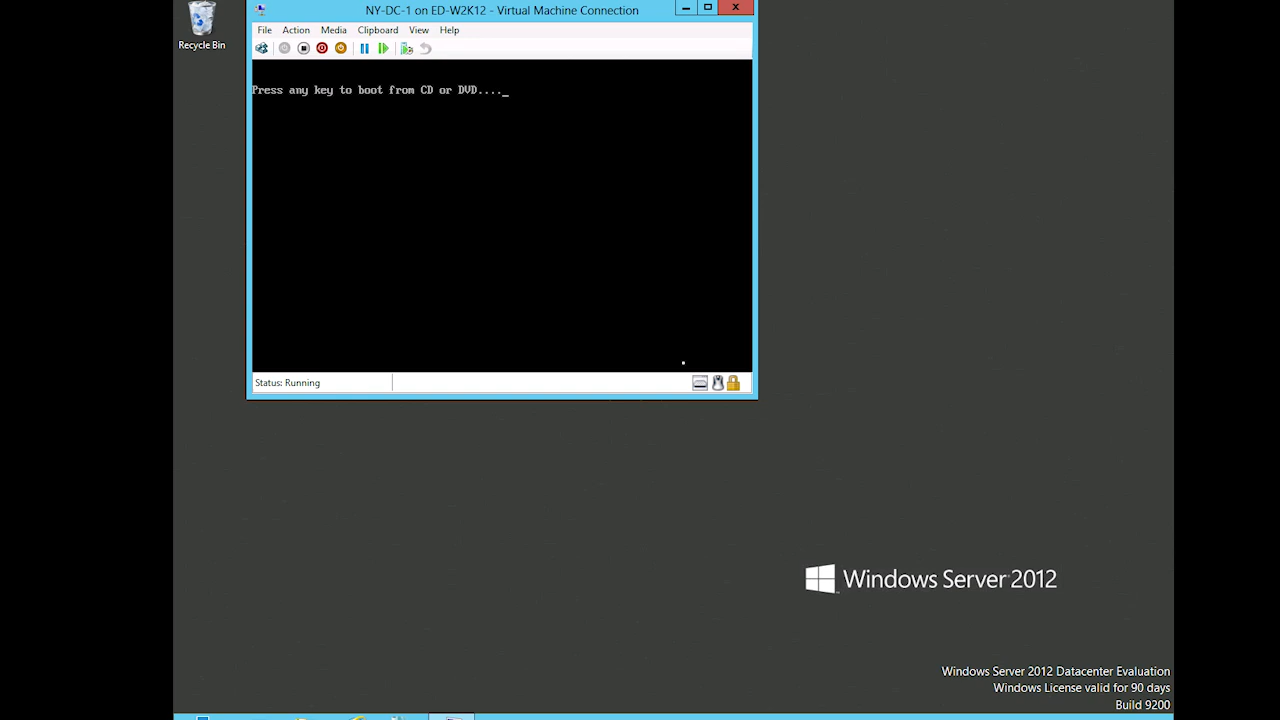 Recycle Bin
NY-DC-1 on ED-W2K12 - Virtual Machine Connection
File Action Media Clipboard View Help
Press any key to boot from CD or DVD...._
Status: Running
Windows Server 2012
Windows Server 2012 Datacenter Evaluation
Windows License valid for 90 days
Build 9200